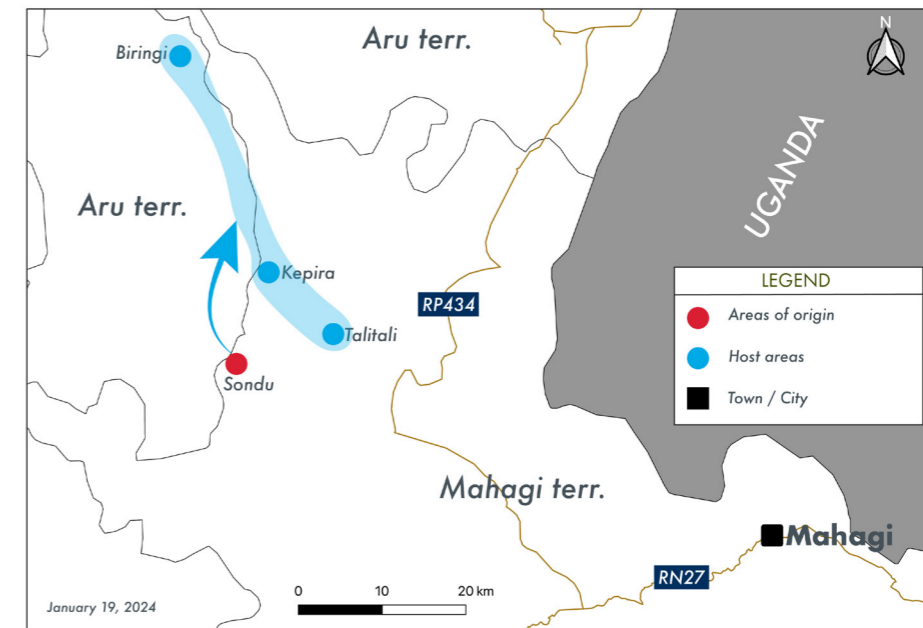 Aru terr.
N
Biringi
UGANDA
Aru terr.
Kepira
LEGEND
RP434
Areas of origin
Talitali
Host areas
Sondu
Town / City
Mahagi terr.
Mahagi
RN27
0 10 20 km
January 19, 2024